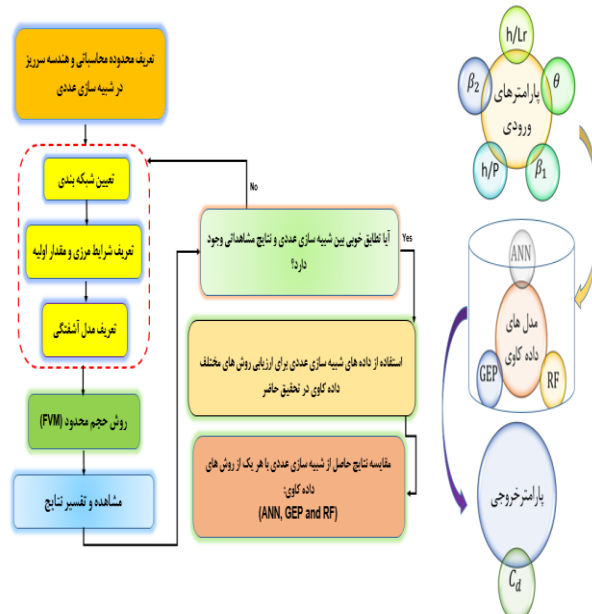 تعریف محدوده محاسباتی و هندسه سرریز
در شبیه سازی عددی
تعیین شبکه بندی
تعریف شرایط مرزی و مقدار اولیه
تعریف مدل آشفتگی
روش حجم محدود (FVM)
مشاهده و تفسیر نتایج
No
آیا تطابق خوبی بین شبیه سازی عددی و نتایج مشاهداتی وجود
دارد؟
Yes
استفاده از داده های شبیه سازی عددی برای ارزیابی روش های مختلف
داده کاوی در تحقیق حاضر
مقایسه نتایج حاصل از شبیه سازی عددی با هر یک از روش های
داده کاوی:
(ANN, GEP and RF)
h/Lr
β₂
θ
پارامترهای
ورودی
h/P
β₁
ANN
مدل های
داده کاوی
GEP
RF
پارامترخروجی
C_d